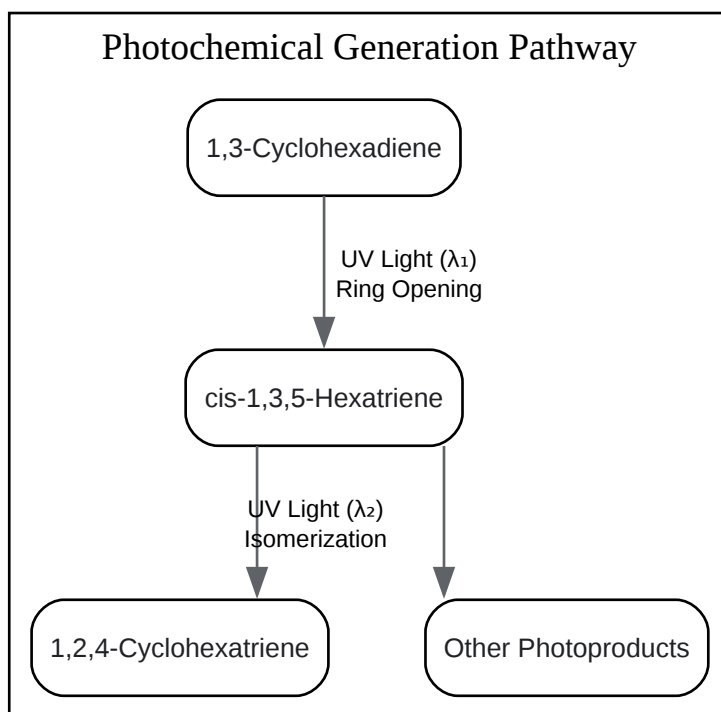 Photochemical Generation Pathway
1,3-Cyclohexadiene
UV Light (λ₁)
Ring Opening
cis-1,3,5-Hexatriene
UV Light (λ₂)
Isomerization
1,2,4-Cyclohexatriene
Other Photoproducts